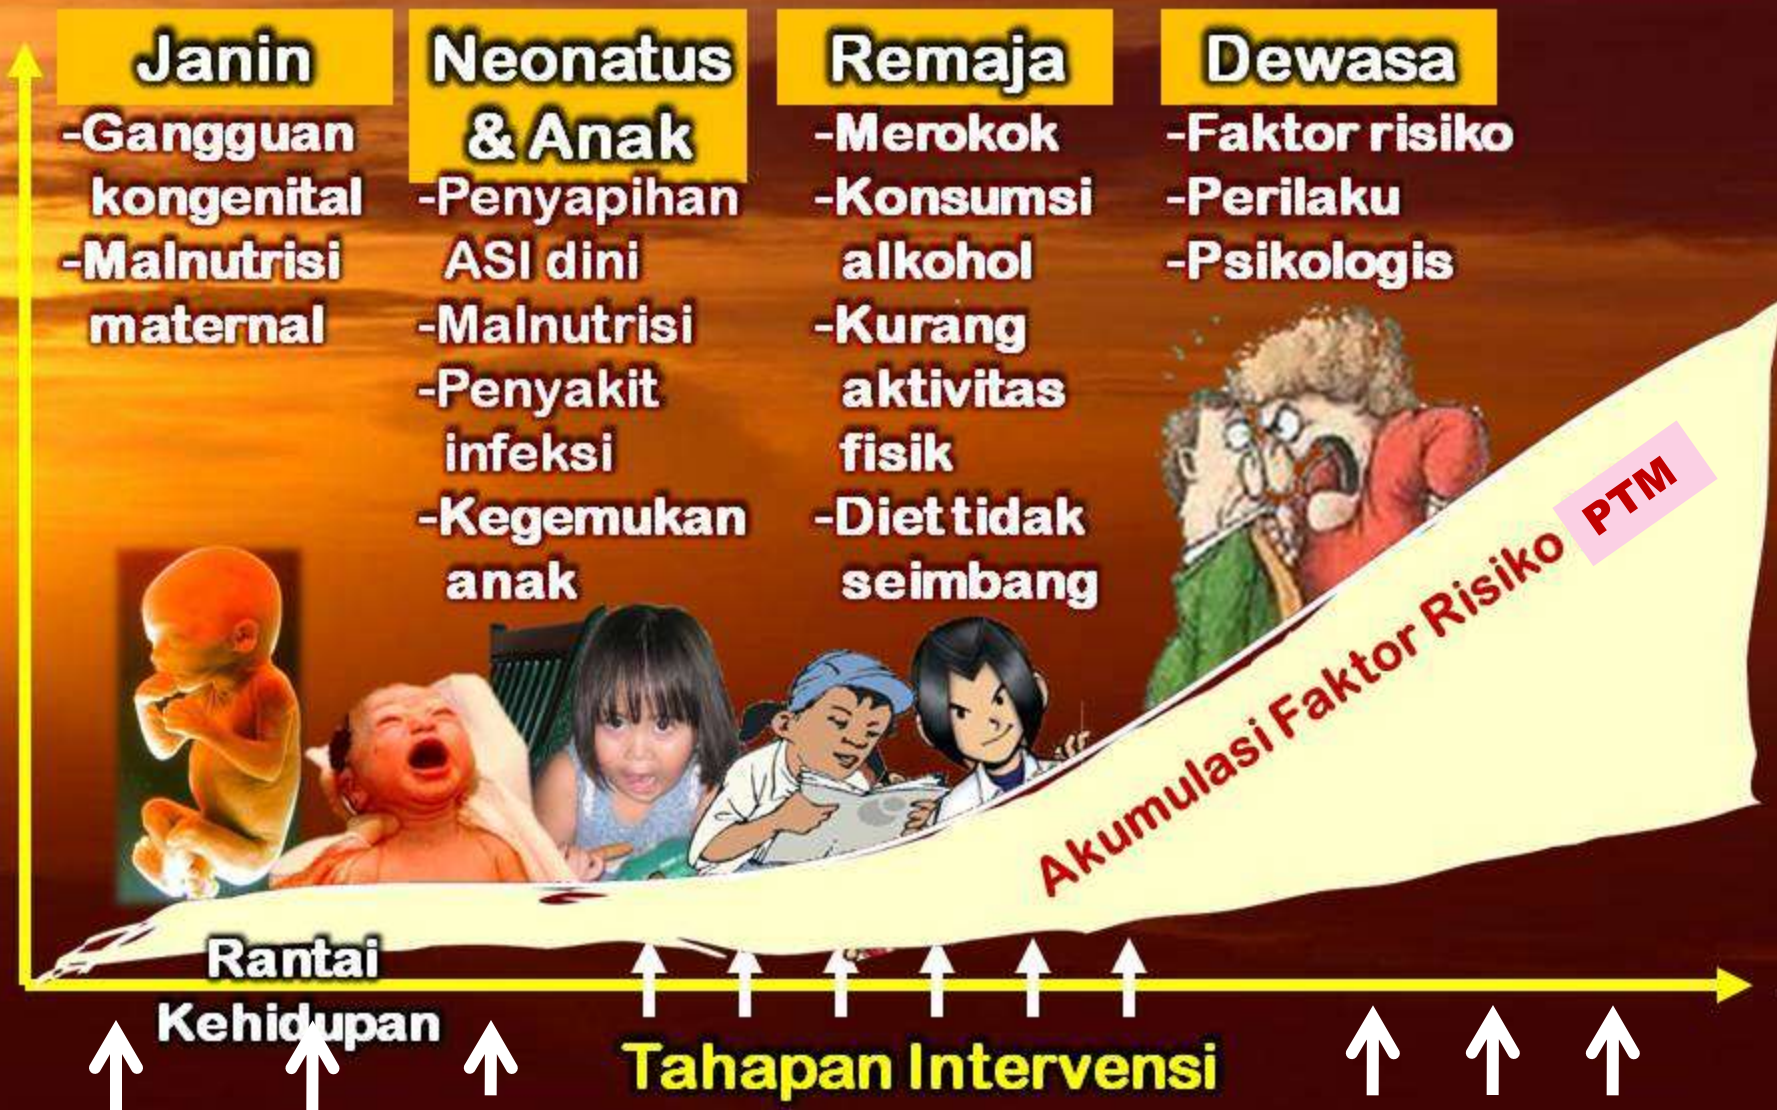 Janin
-Gangguan
kongenital
-Malnutrisi
maternal
Neonatus
& Anak
-Penyapihan
ASI dini
-Malnutrisi
-Penyakit
infeksi
-Kegemukan
anak
Remaja
-Merokok
-Konsumsi
alkohol
-Kurang
aktivitas
fisik
-Diet tidak
seimbang
Dewasa
-Faktor risiko
-Perilaku
-Psikologis
Akumulasi Faktor Risiko PTM
Rantai
Kehidupan
Tahapan Intervensi